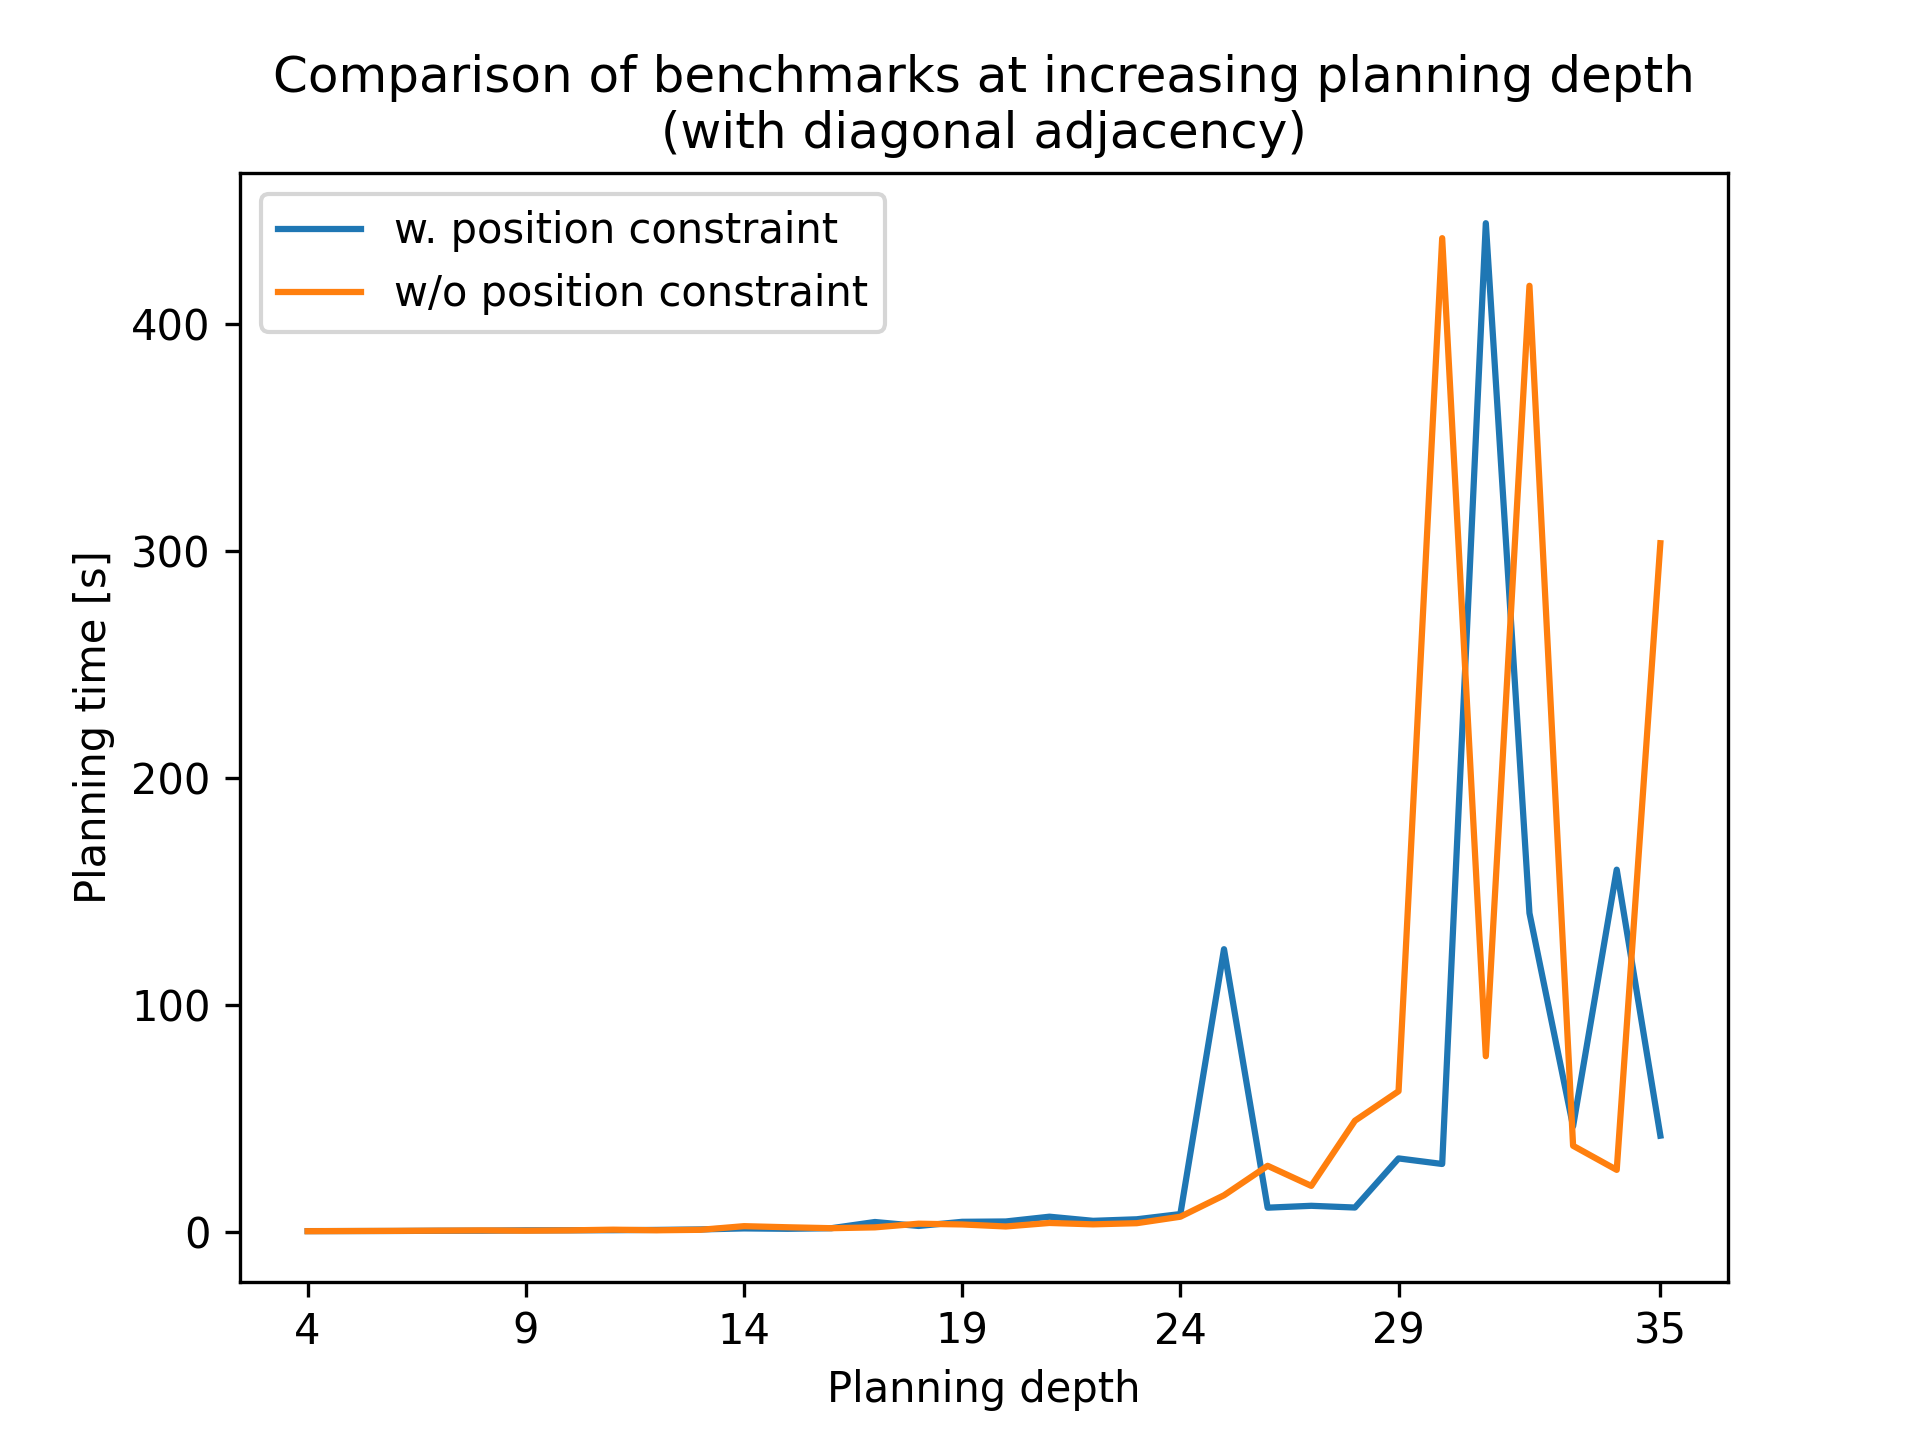 Comparison of benchmarks at increasing planning depth
(with diagonal adjacency)
w. position constraint
w/o position constraint
Planning time [s]
400
300
200
100
0
4 9 14 19 24 29 35
Planning depth